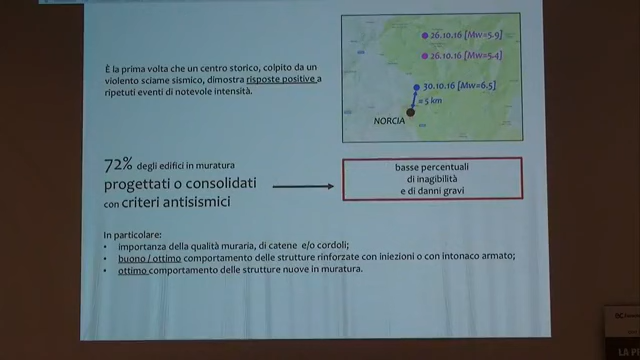 È la prima volta che un centro storico, colpito da un
violento sciame sismico, dimostra risposte positive a
ripetuti eventi di notevole intensità.
26.10.16 [Mw=5.9]
26.10.16 [Mw=5.4]
30.10.16 [Mw=6.5]
≈ 5 km
NORCIA
72% degli edifici in muratura
progettati o consolidati
con criteri antisismici
basse percentuali
di inagibilità
e di danni gravi
In particolare:
• importanza della qualità muraria, di catene e/o cordoli;
• buono / ottimo comportamento delle strutture rinforzate con iniezioni o con intonaco armato;
• ottimo comportamento delle strutture nuove in muratura.